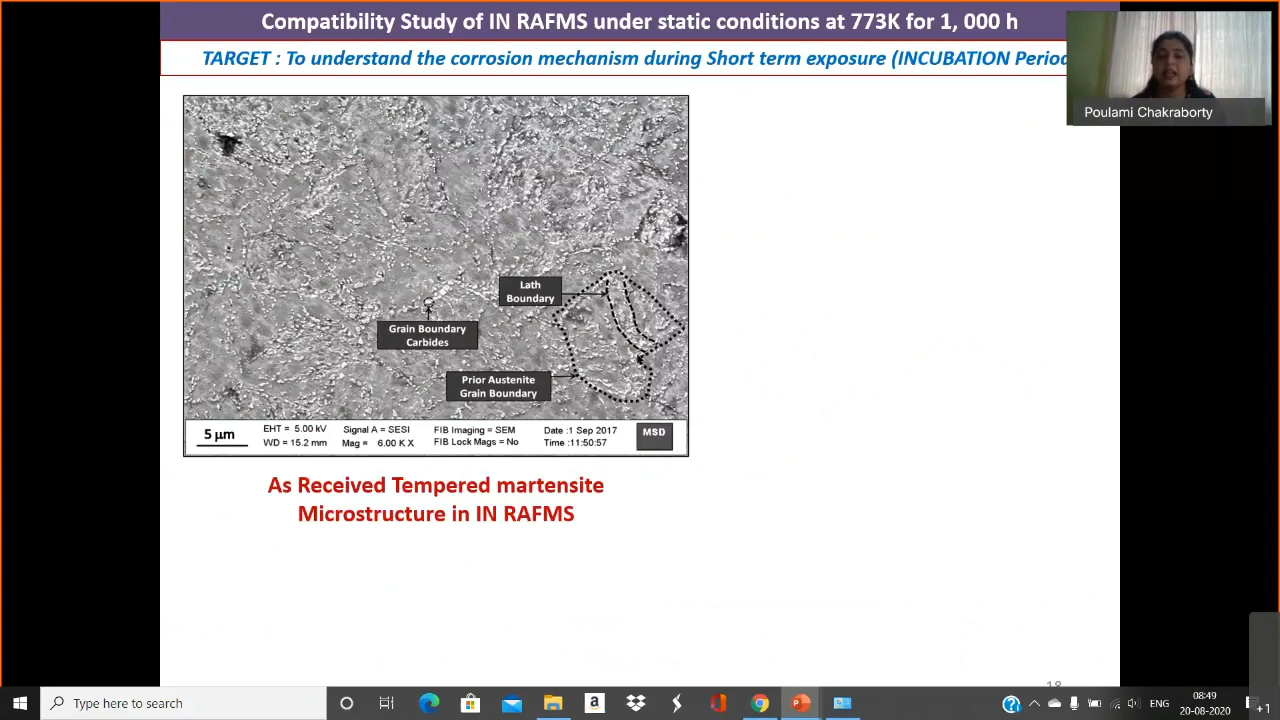 Compatibility Study of IN RAFMS under static conditions at 773K for 1, 000 h
TARGET : To understand the corrosion mechanism during Short term exposure (INCUBATION Period
Poulami Chakraborty
Lath
Boundary
Grain Boundary
Carbides
Prior Austenite
Grain Boundary
5 µm
EHT = 5.00 kV
WD = 15.2 mm
Signal A = SESI
Mag = 6.00 K X
FIB Imaging = SEM
FIB Lock Mags = No
Date :1 Sep 2017
Time :11:50:57
MSD
As Received Tempered martensite
Microstructure in IN RAFMS
18
Type here to search
a
ENG
08:49
20-08-2020
+1